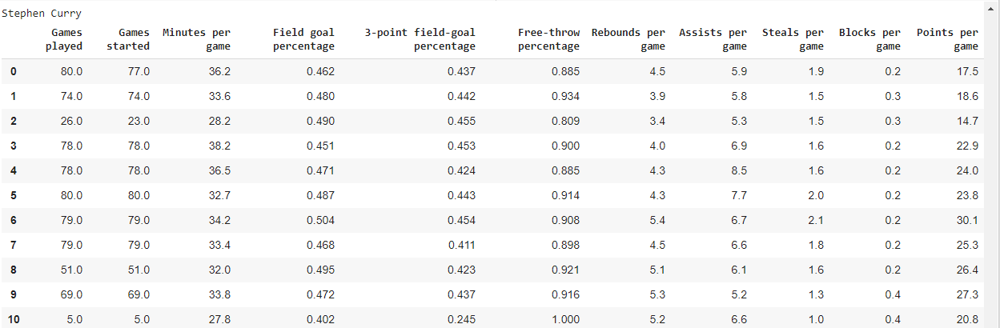 Stephen Curry
Games Games Minutes per Field goal 3-point field-goal Free-throw Rebounds per Assists per Steals per Blocks per Points per
played started game percentage percentage percentage game game game game game
0 80.0 77.0 36.2 0.462 0.437 0.885 4.5 5.9 1.9 0.2 17.5
1 74.0 74.0 33.6 0.480 0.442 0.934 3.9 5.8 1.5 0.3 18.6
2 26.0 23.0 28.2 0.490 0.455 0.809 3.4 5.3 1.5 0.3 14.7
3 78.0 78.0 38.2 0.451 0.453 0.900 4.0 6.9 1.6 0.2 22.9
4 78.0 78.0 36.5 0.471 0.424 0.885 4.3 8.5 1.6 0.2 24.0
5 80.0 80.0 32.7 0.487 0.443 0.914 4.3 7.7 2.0 0.2 23.8
6 79.0 79.0 34.2 0.504 0.454 0.908 5.4 6.7 2.1 0.2 30.1
7 79.0 79.0 33.4 0.468 0.411 0.898 4.5 6.6 1.8 0.2 25.3
8 51.0 51.0 32.0 0.495 0.423 0.921 5.1 6.1 1.6 0.2 26.4
9 69.0 69.0 33.8 0.472 0.437 0.916 5.3 5.2 1.3 0.4 27.3
10 5.0 5.0 27.8 0.402 0.245 1.000 5.2 6.6 1.0 0.4 20.8